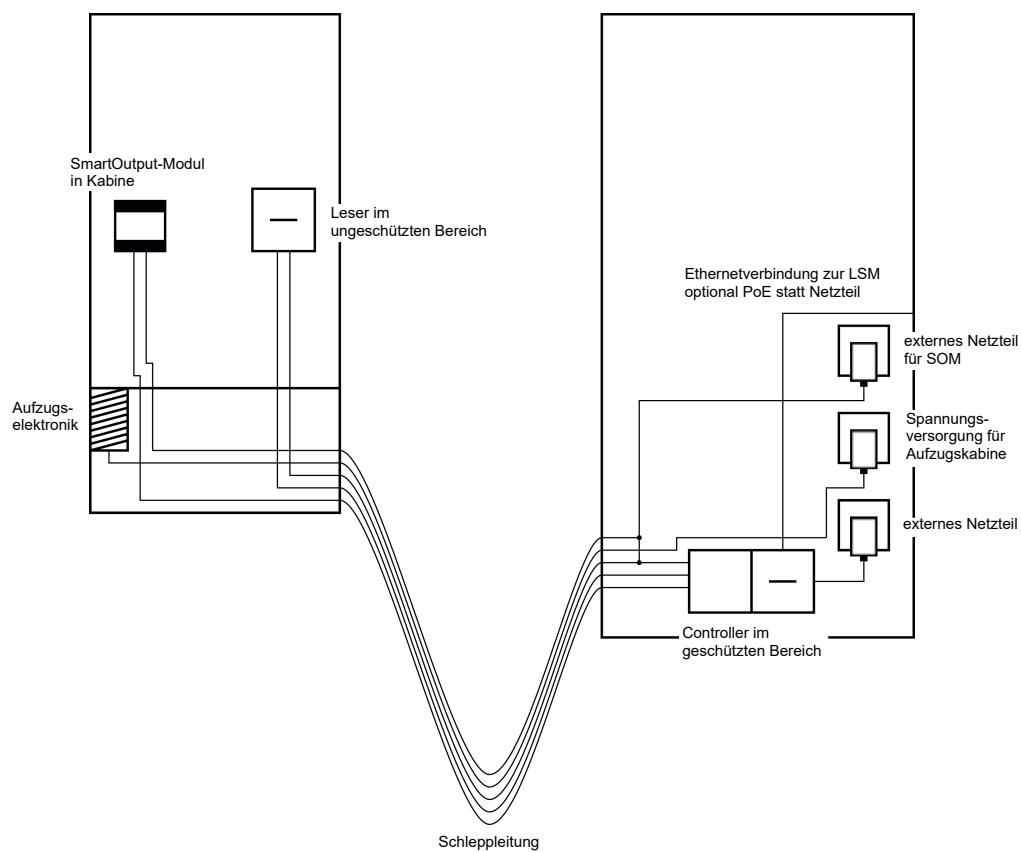 SmartOutput-Modul
in Kabine
Leser im
ungeschützten Bereich
Ethernetverbindung zur LSM
optional PoE statt Netzteil
externes Netzteil
für SOM
Aufzugs-
elektronik
Spannungs-
versorgung für
Aufzugskabine
externes Netzteil
Controller im
geschützten Bereich
Schleppleitung